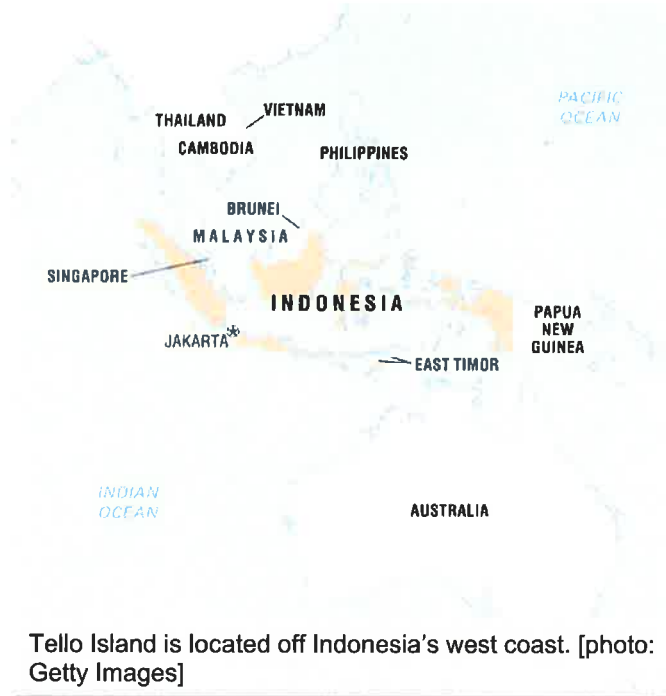 PACIFIC
OCEAN
VIETNAM
THAILAND
CAMBODIA
PHILIPPINES
BRUNEI
MALAYSIA
SINGAPORE
INDONESIA
JAKARTA*
PAPUA
NEW
GUINEA
EAST TIMOR
INDIAN
OCEAN
AUSTRALIA
Tello Island is located off Indonesia's west coast. [photo:
Getty Images]